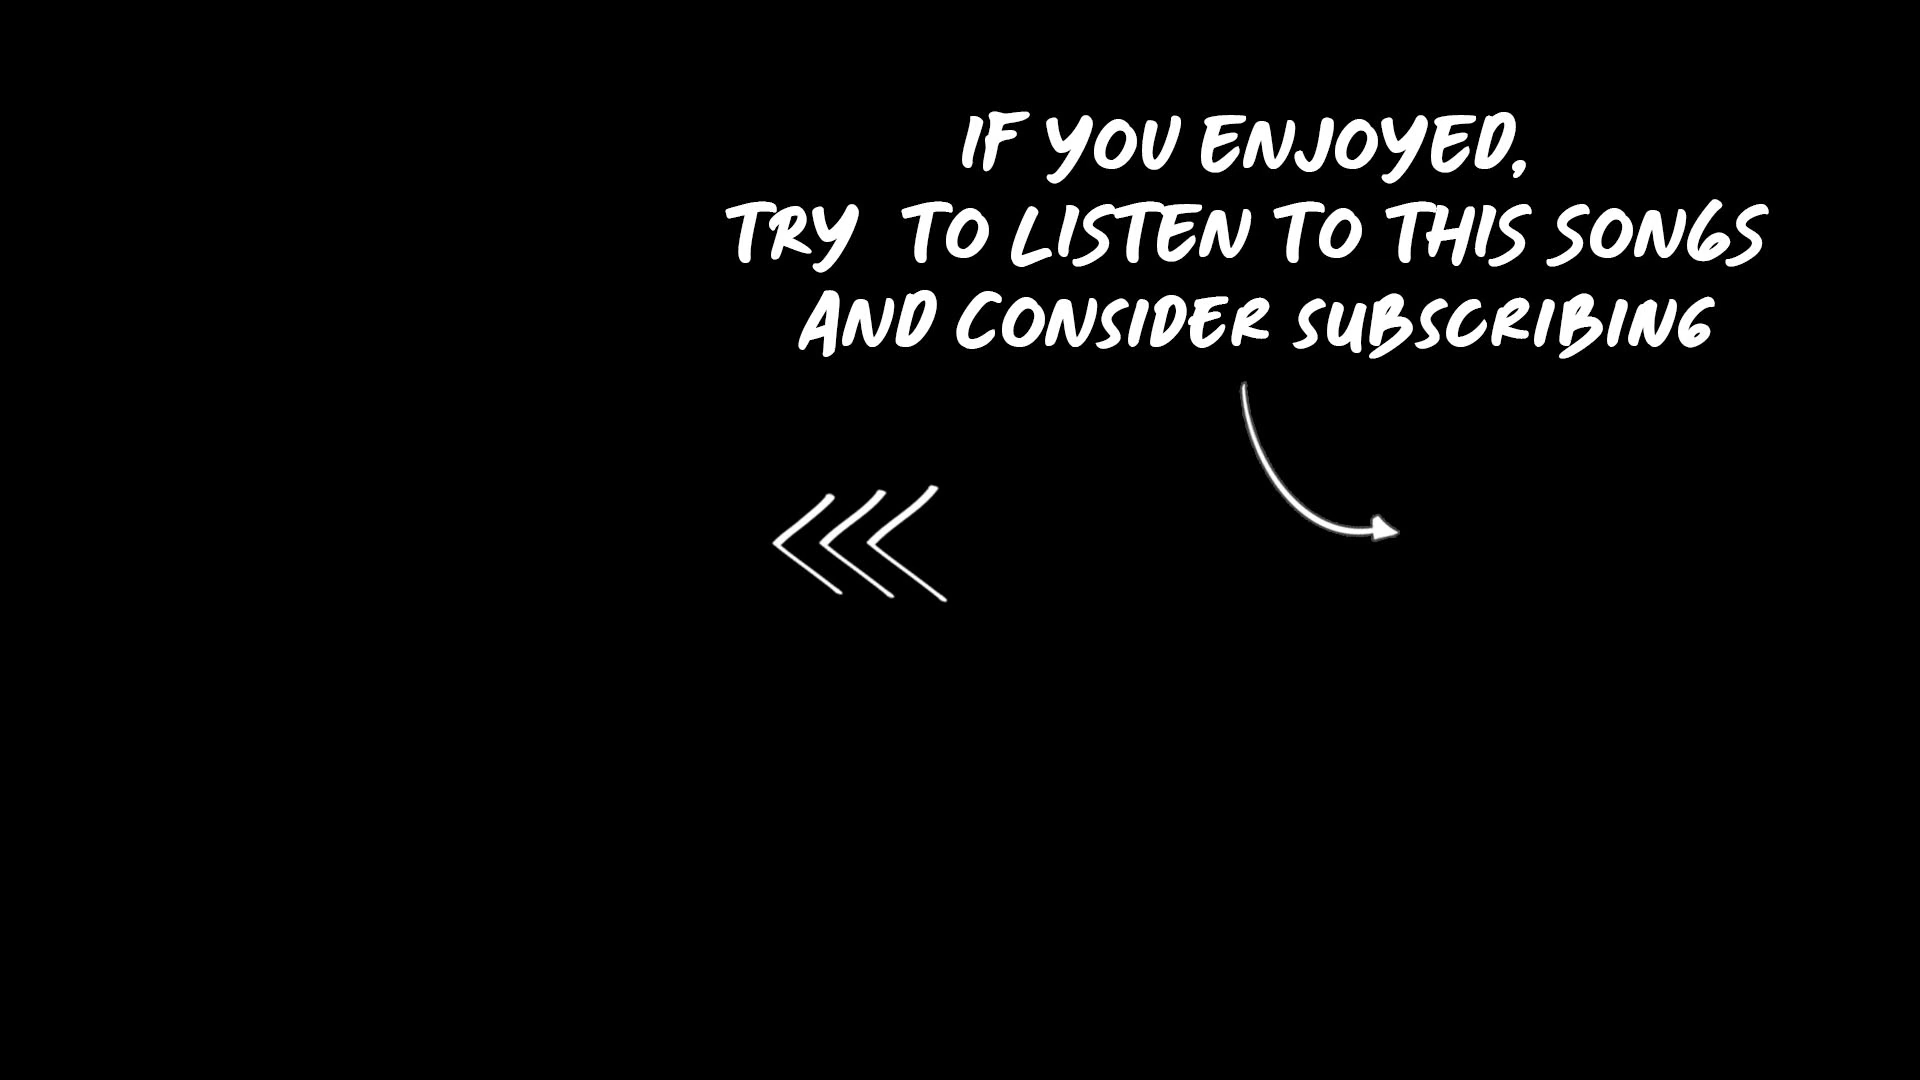 IF YOU ENJOYED,
TRY TO LISTEN TO THIS SONGS
AND CONSIDER SUBSCRIBING